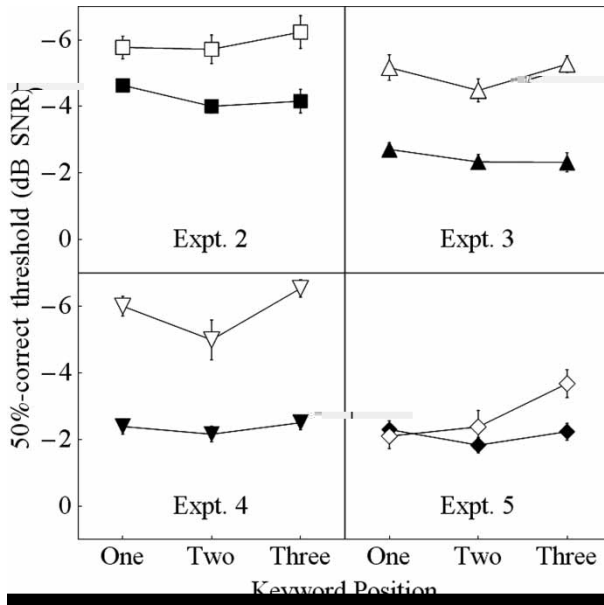 50%-correct threshold (dB SNR)
−6
−4
−2
0
Expt. 2
Expt. 3
−6
−4
−2
0
Expt. 4
Expt. 5
One Two Three One Two Three
Keyword Position